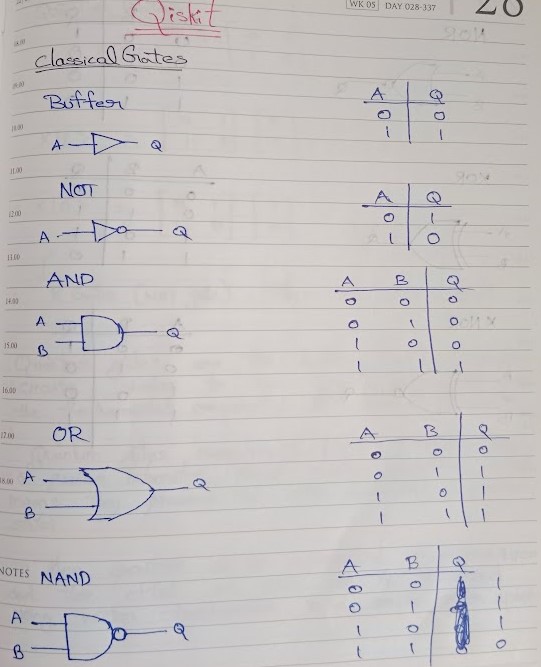 Qiskit
WK 05 DAY 028-337
28
Classical Gates
Buffer
A Q
A Q
0 0
1 1
NOT
A Q
A Q
0 1
1 0
AND
A B Q
A
B
Q
0 0 0
0 1 0
1 0 0
1 1 1
OR
A B Q
A
B
Q
0 0 0
0 1 1
1 0 1
1 1 1
NOTES
NAND
A B Q
A
B
Q
0 0 1
0 1 1
1 0 1
1 1 0
09.00
10.00
11.00
12.00
13.00
14.00
15.00
16.00
17.00
18.00